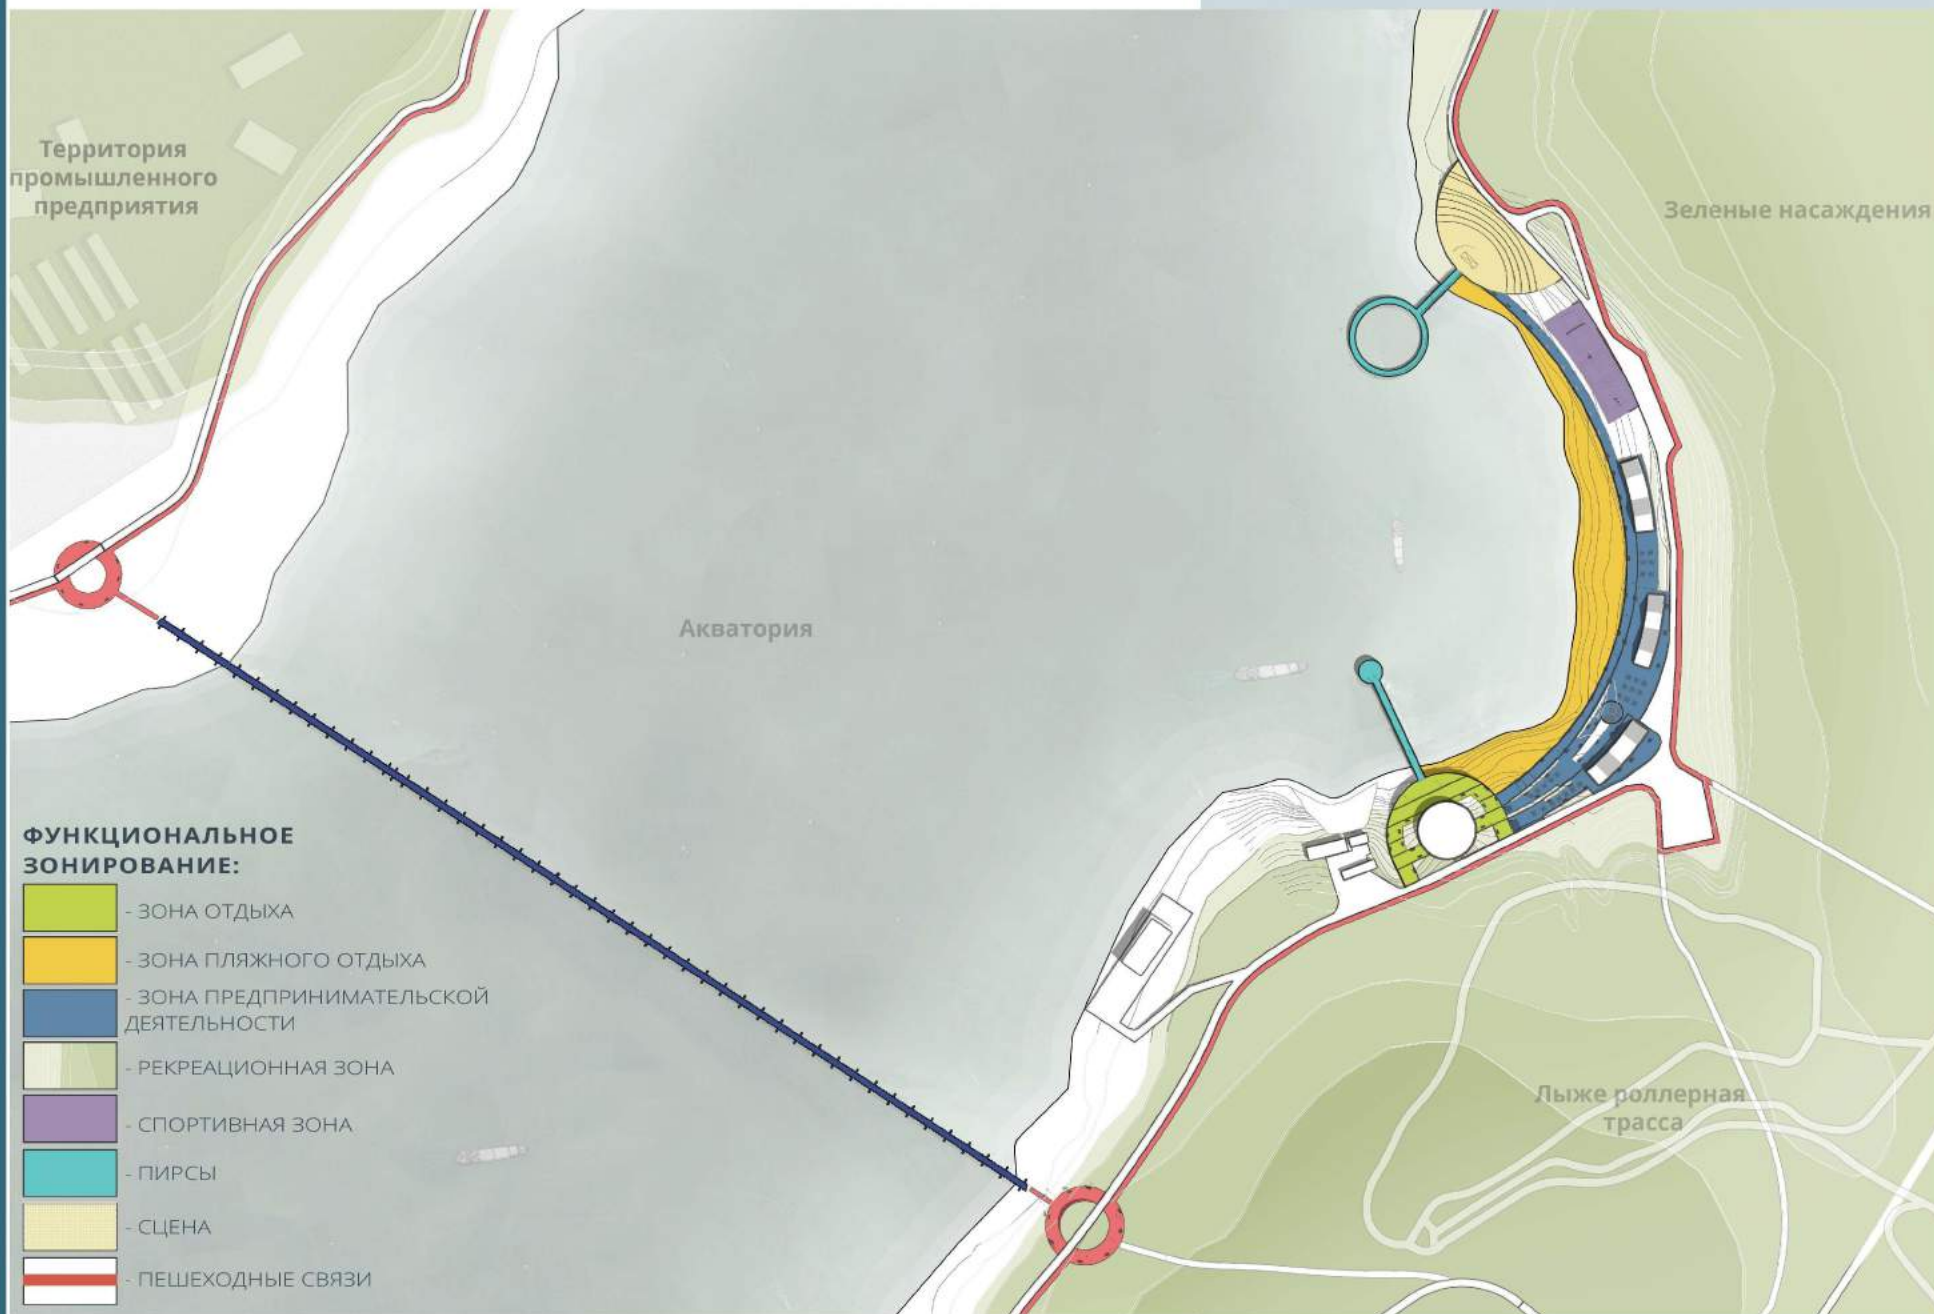 Территория
промышленного
предприятия
Зеленые насаждения
Акватория
ФУНКЦИОНАЛЬНОЕ
ЗОНИРОВАНИЕ:
- ЗОНА ОТДЫХА
- ЗОНА ПЛЯЖНОГО ОТДЫХА
- ЗОНА ПРЕДПРИНИМАТЕЛЬСКОЙ
ДЕЯТЕЛЬНОСТИ
- РЕКРЕАЦИОННАЯ ЗОНА
- СПОРТИВНАЯ ЗОНА
- ПИРСЫ
- СЦЕНА
- ПЕШЕХОДНЫЕ СВЯЗИ
Лыже роллерная
трасса